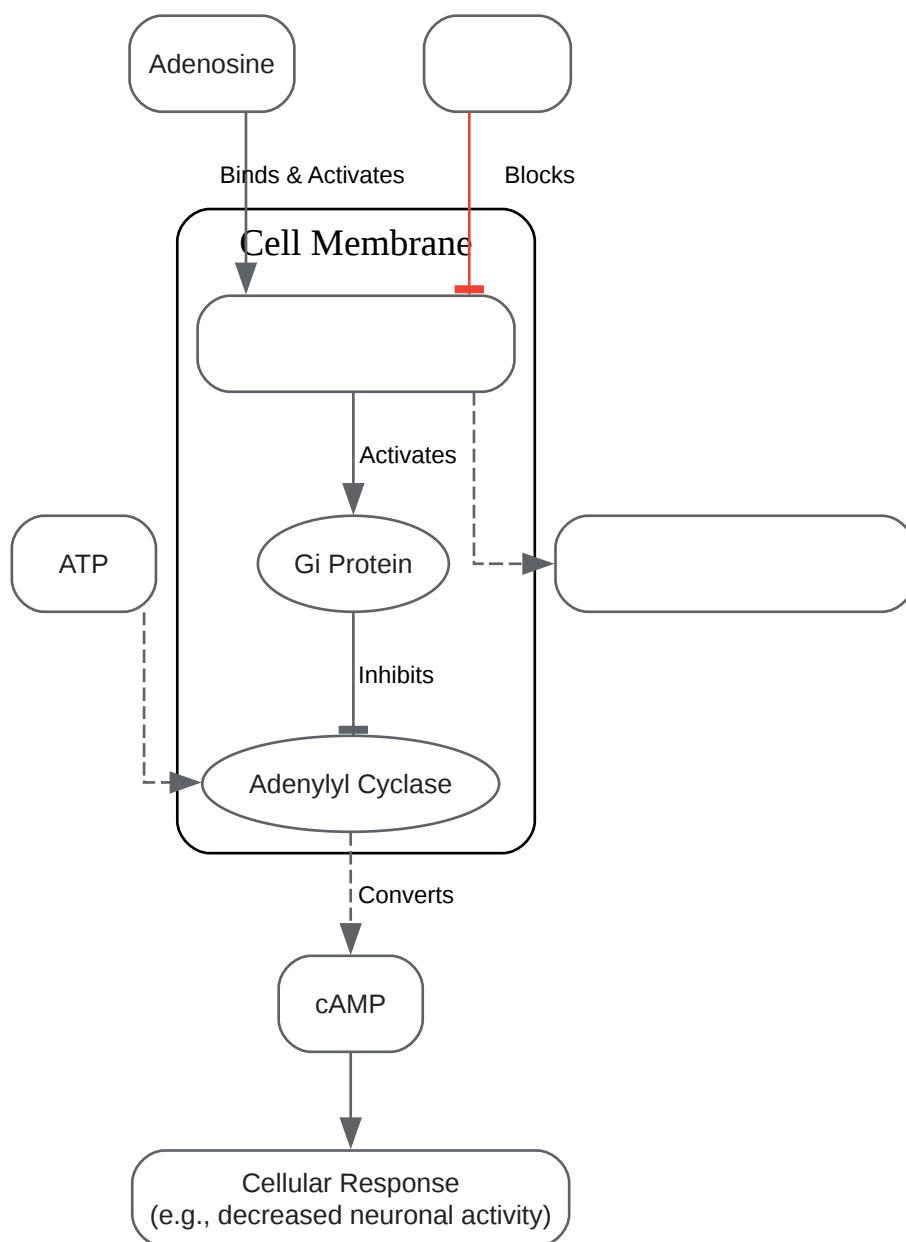 Adenosine
Binds & Activates
Blocks
Cell Membrane
Activates
ATP
Gi Protein
Inhibits
Adenylyl Cyclase
Converts
cAMP
Cellular Response
(e.g., decreased neuronal activity)